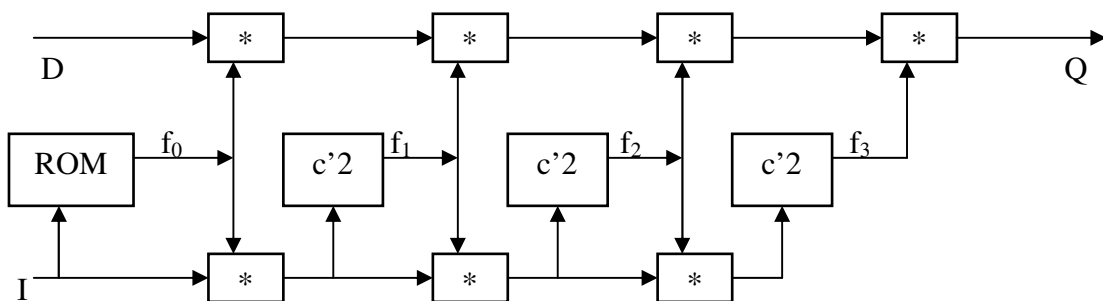 * * * *
D Q
ROM f₀ c’2 f₁ c’2 f₂ c’2 f₃
I * * *